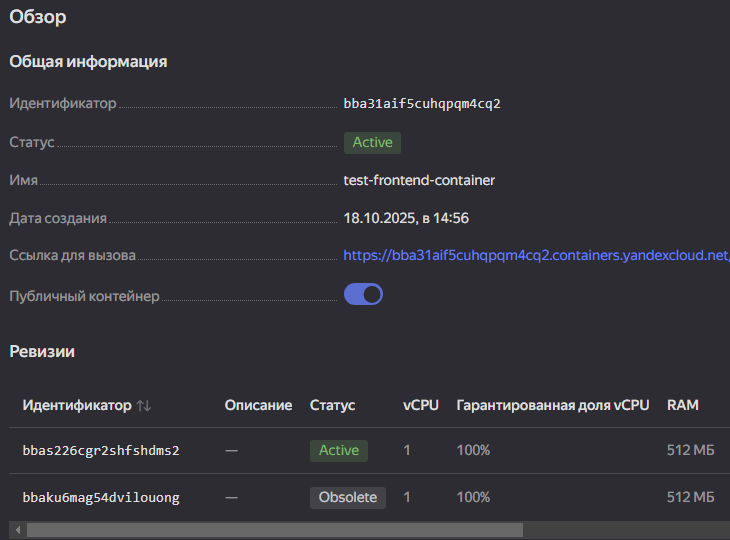 Обзор
Общая информация
Идентификатор bba31aif5cuhqpqm4cq2
Статус Active
Имя test-frontend-container
Дата создания 18.10.2025, в 14:56
Ссылка для вызова https://bba31aif5cuhqpqm4cq2.containers.yandexcloud.net/
Публичный контейнер
Ревизии
Идентификатор Описание Статус vCPU Гарантированная доля vCPU RAM
bbas226cgr2shfshdms2 — Active 1 100% 512 МБ
bbaku6mag54dvilouong — Obsolete 1 100% 512 МБ